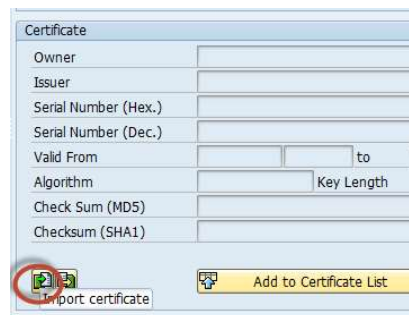 Certificate
Owner
Issuer
Serial Number (Hex.)
Serial Number (Dec.)
Valid From to
Algorithm Key Length
Check Sum (MD5)
Checksum (SHA1)
Add to Certificate List
Import certificate